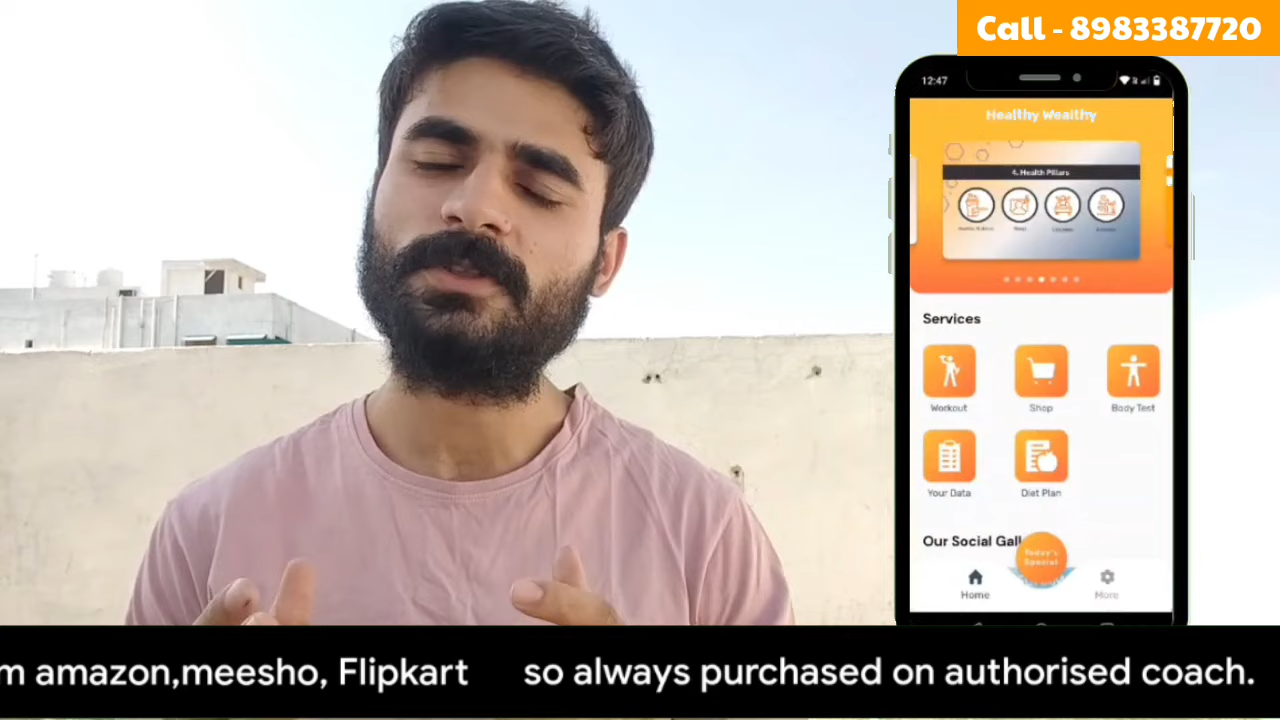 Call - 8983387720
12:47
Healthy Wealthy
4. Health Pillars
Services
Workout
Shop
Body Test
Your Data
Diet Plan
Our Social Gall
Today's
Special
Home
More
m amazon,meesho, Flipkart
so always purchased on authorised coach.